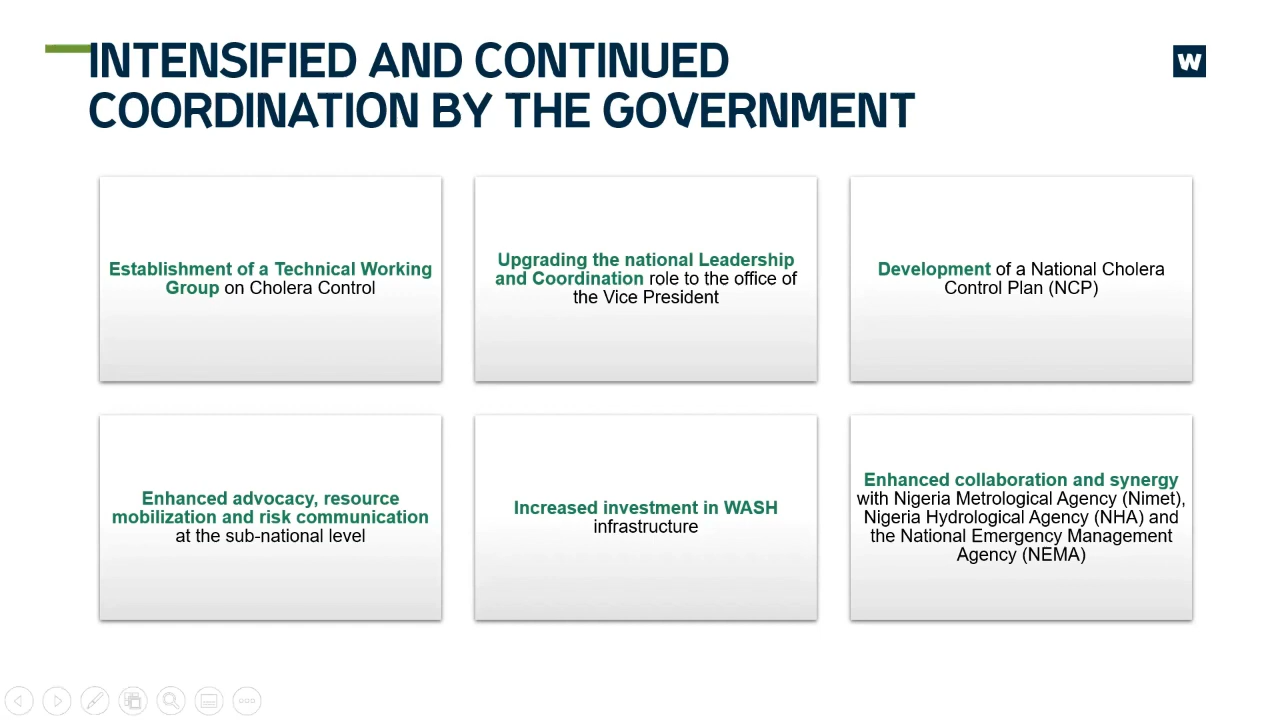 INTENSIFIED AND CONTINUED
COORDINATION BY THE GOVERNMENT
W
Establishment of a Technical Working
Group on Cholera Control
Upgrading the national Leadership
and Coordination role to the office of
the Vice President
Development of a National Cholera
Control Plan (NCP)
Enhanced advocacy, resource
mobilization and risk communication
at the sub-national level
Increased investment in WASH
infrastructure
Enhanced collaboration and synergy
with Nigeria Metrological Agency (Nimet),
Nigeria Hydrological Agency (NHA) and
the National Emergency Management
Agency (NEMA)